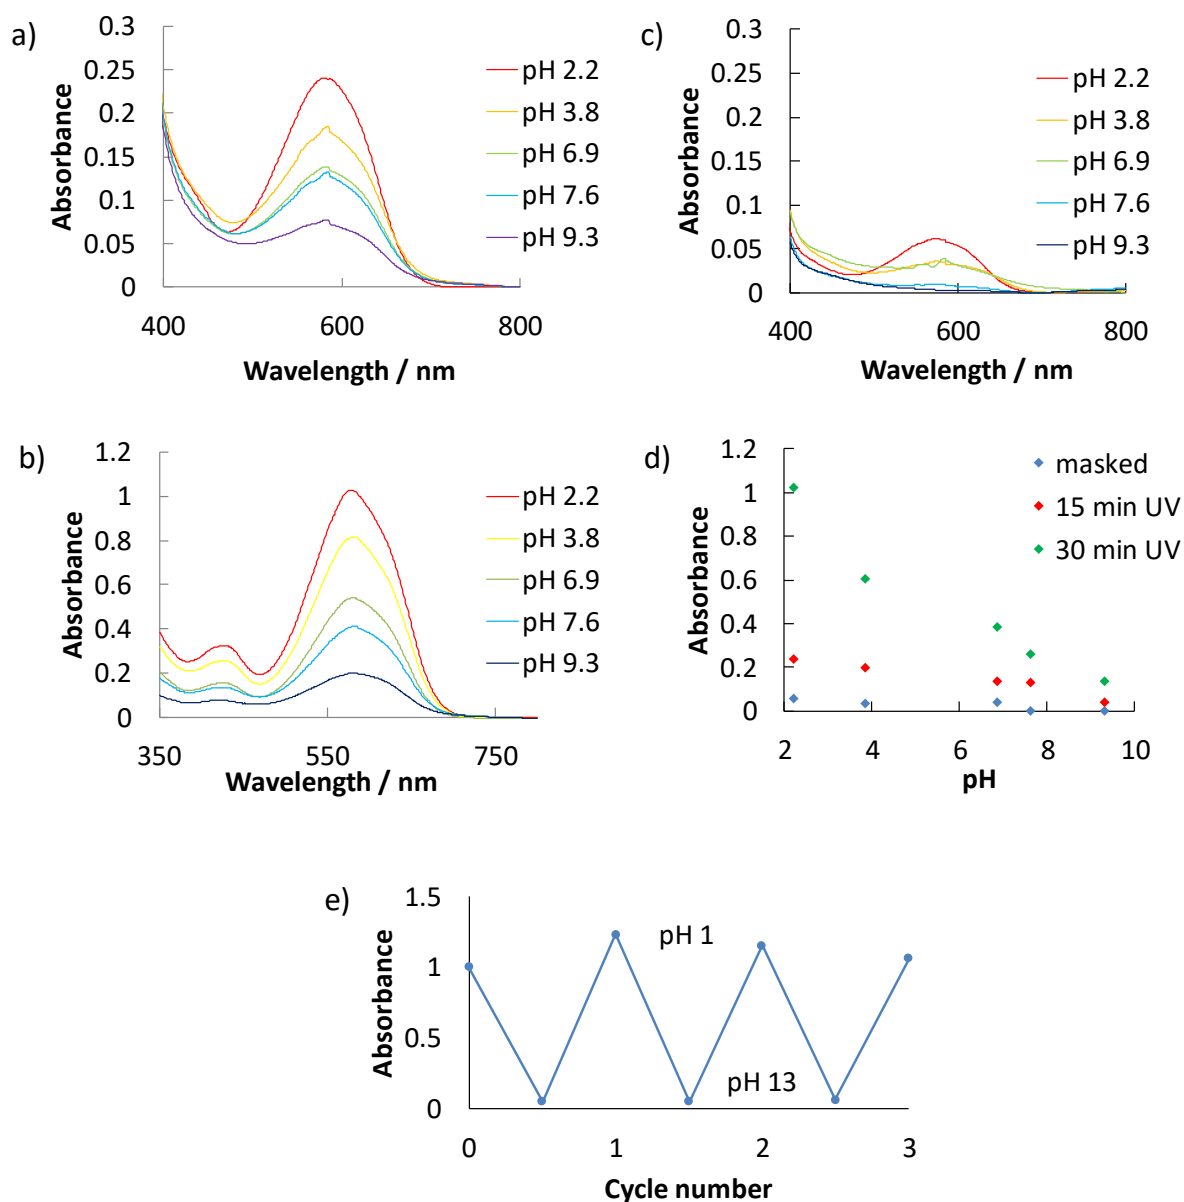 a)
0.3
0.25
0.2
0.15
0.1
0.05
0
Absorbance
400 600 800
Wavelength / nm
pH 2.2
pH 3.8
pH 6.9
pH 7.6
pH 9.3
c)
0.3
0.25
0.2
0.15
0.1
0.05
0
Absorbance
400 600 800
Wavelength / nm
pH 2.2
pH 3.8
pH 6.9
pH 7.6
pH 9.3
b)
1.2
1
0.8
0.6
0.4
0.2
0
Absorbance
350 550 750
Wavelength / nm
pH 2.2
pH 3.8
pH 6.9
pH 7.6
pH 9.3
d)
1.2
1
0.8
0.6
0.4
0.2
0
Absorbance
2 4 6 8 10
pH
masked
15 min UV
30 min UV
e)
1.5
1
0.5
0
Absorbance
pH 1
pH 13
0 1 2 3
Cycle number